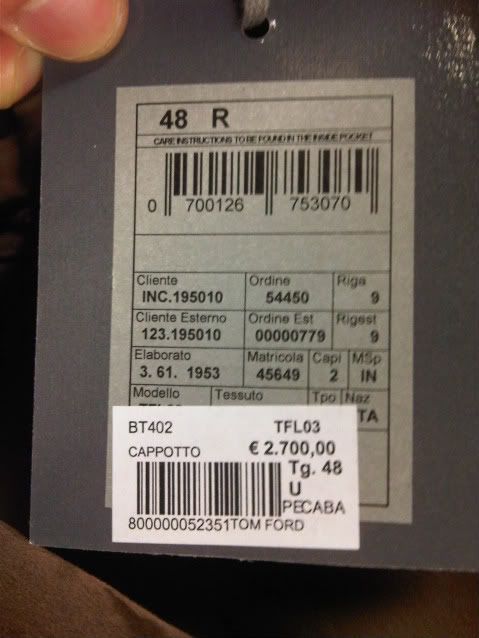 48 R
CARE INSTRUCTIONS TO BE FOUND IN THE INSIDE POCKET
0 700126 753070
Cliente Ordine Riga
INC.195010 54450 9
Cliente Esterno Ordine Est Rigest
123.195010 00000779 9
Elaborato Matricola Capi MSp
3. 61. 1953 45649 2 IN
Modello Tessuto Tpo Naz
TA
BT402 TFL03
CAPPOTTO € 2.700,00
Tg. 48
U
PECABA
800000052351TOM FORD